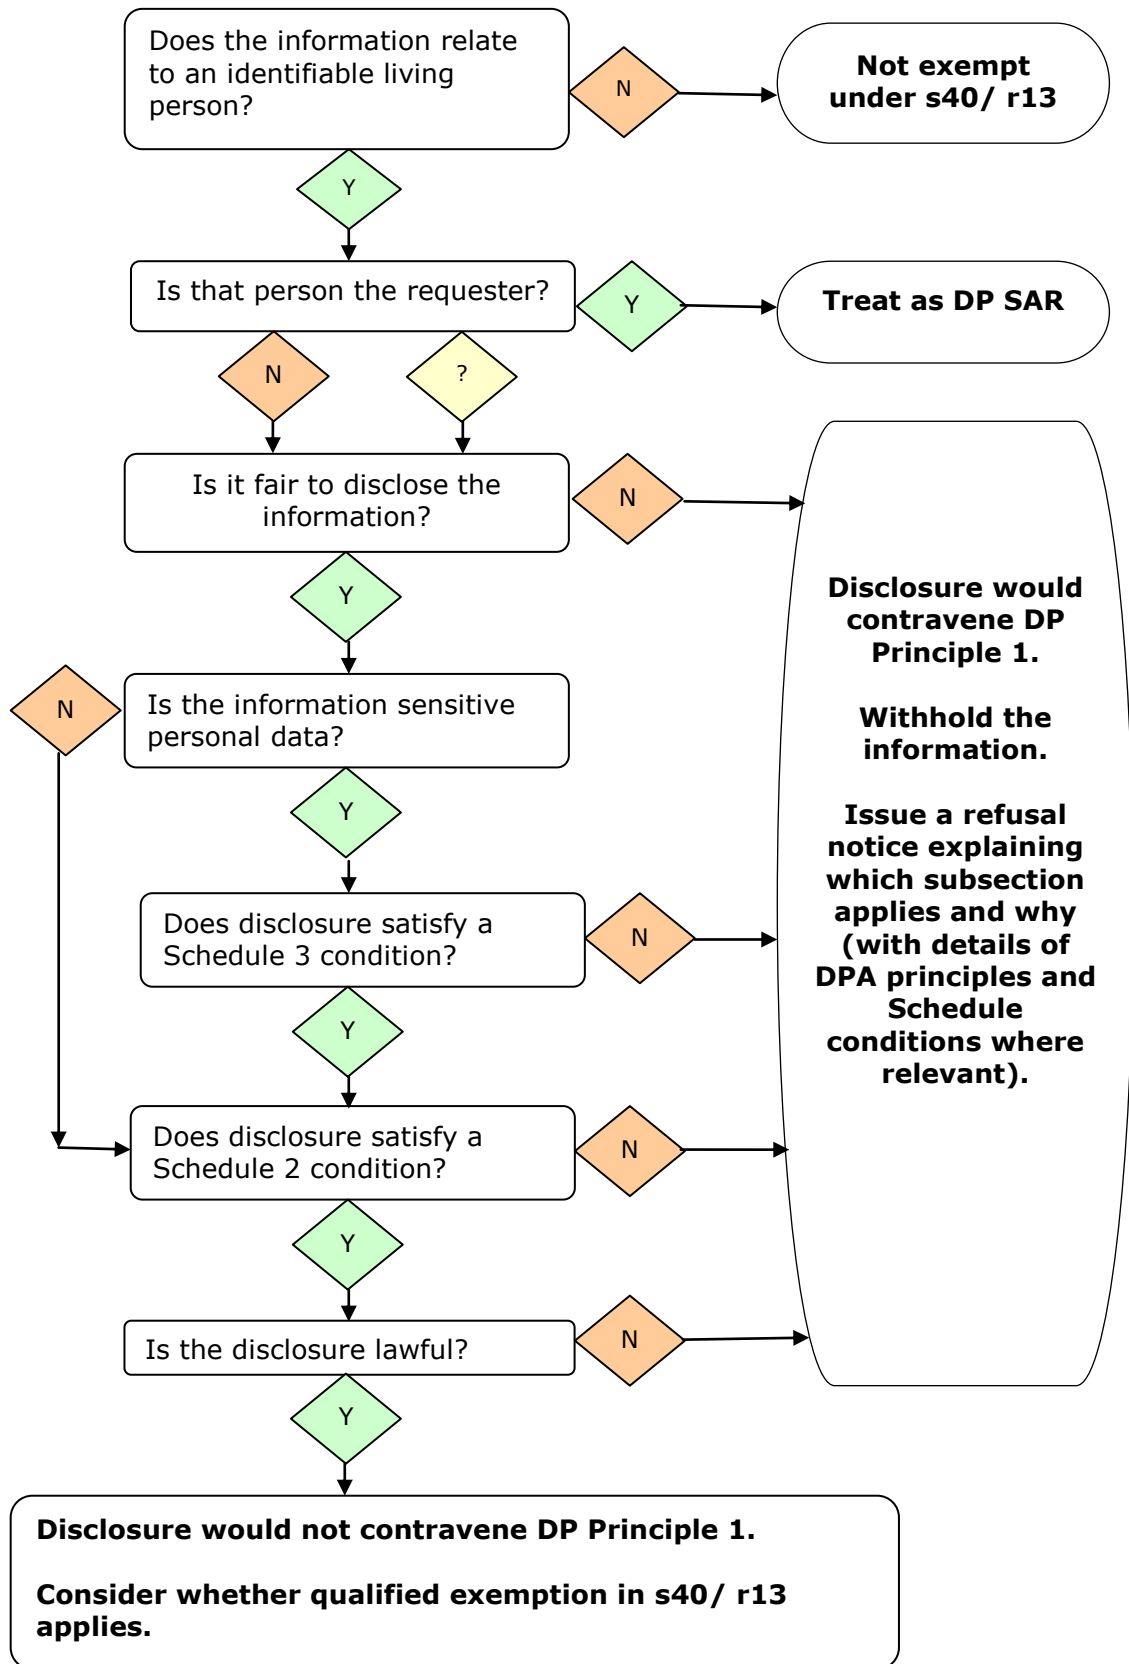 Does the information relate
to an identifiable living
person?
N
Not exempt
under s40/ r13
Y
Is that person the requester?
Y
Treat as DP SAR
N
?
Is it fair to disclose the
information?
N
Disclosure would
contravene DP
Principle 1.
Withhold the
information.
Issue a refusal
notice explaining
which subsection
applies and why
(with details of
DPA principles and
Schedule
conditions where
relevant).
Y
N
Is the information sensitive
personal data?
Y
Does disclosure satisfy a
Schedule 3 condition?
N
Y
Does disclosure satisfy a
Schedule 2 condition?
N
Y
Is the disclosure lawful?
N
Y
Disclosure would not contravene DP Principle 1.
Consider whether qualified exemption in s40/ r13
applies.